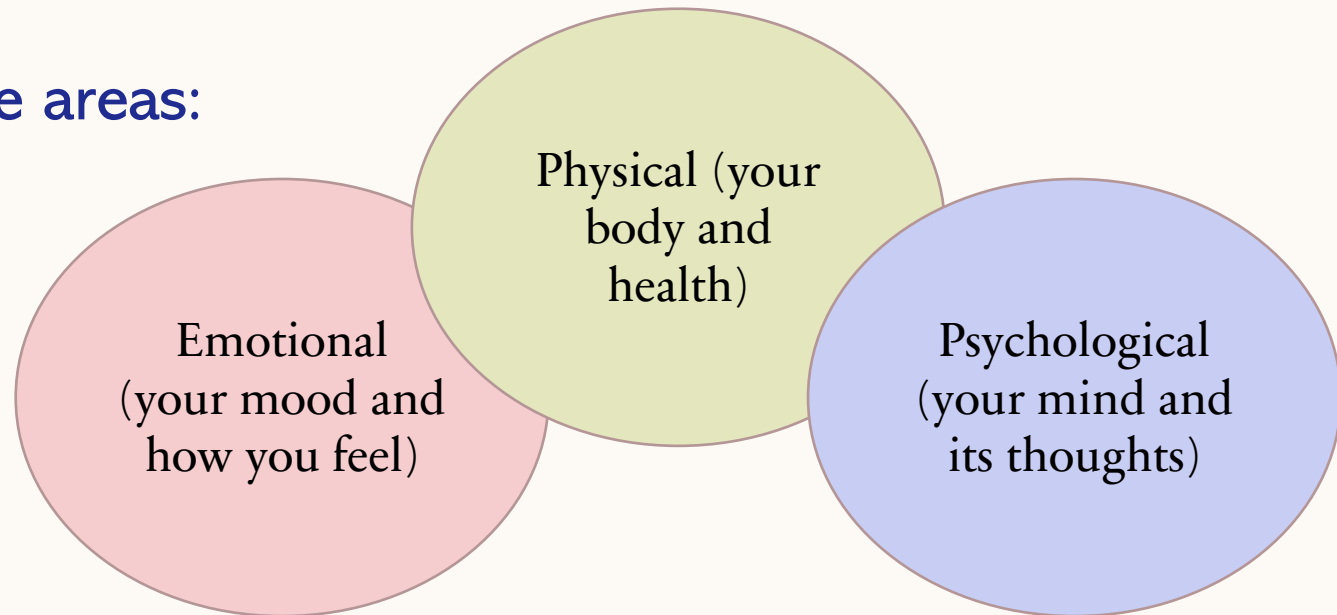 e areas:
Physical (your
body and
health)
Emotional
(your mood and
how you feel)
Psychological
(your mind and
its thoughts)